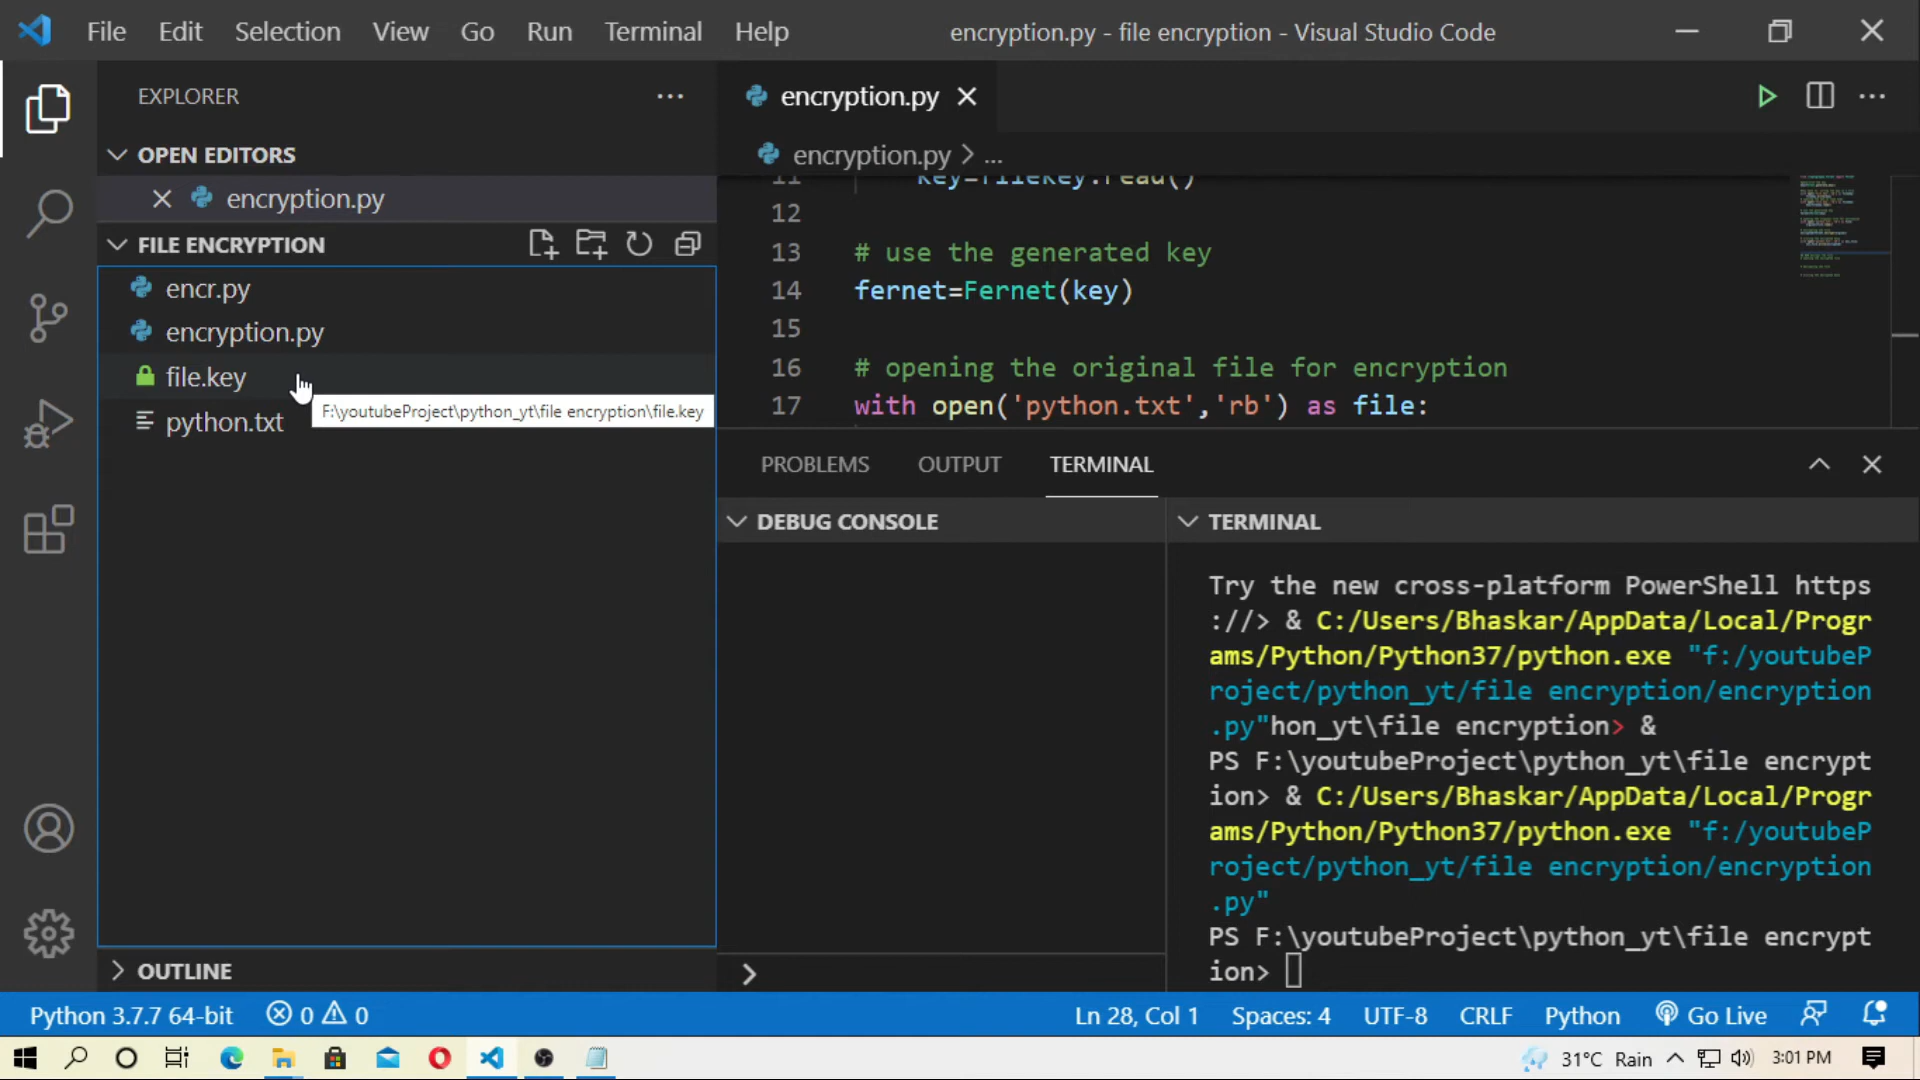 File Edit Selection View Go Run Terminal Help encryption.py - file encryption - Visual Studio Code
EXPLORER
OPEN EDITORS
encryption.py
FILE ENCRYPTION
encr.py
encryption.py
file.key
F:\youtubeProject\python_yt\file encryption\file.key
python.txt
OUTLINE
encryption.py
encryption.py > ...
11 key=filekey.read()
12
13 # use the generated key
14 fernet=Fernet(key)
15
16 # opening the original file for encryption
17 with open('python.txt','rb') as file:
PROBLEMS OUTPUT TERMINAL
DEBUG CONSOLE
TERMINAL
Try the new cross-platform PowerShell https
://> & C:/Users/Bhaskar/AppData/Local/Progr
ams/Python/Python37/python.exe "f:/youtubeP
roject/python_yt/file encryption/encryption
.py"hon_yt\file encryption> &
PS F:\youtubeProject\python_yt\file encrypt
ion> & C:/Users/Bhaskar/AppData/Local/Progr
ams/Python/Python37/python.exe "f:/youtubeP
roject/python_yt/file encryption/encryption
.py"
PS F:\youtubeProject\python_yt\file encrypt
ion>
Python 3.7.7 64-bit 0 0 Ln 28, Col 1 Spaces: 4 UTF-8 CRLF Python Go Live
31°C Rain 3:01 PM